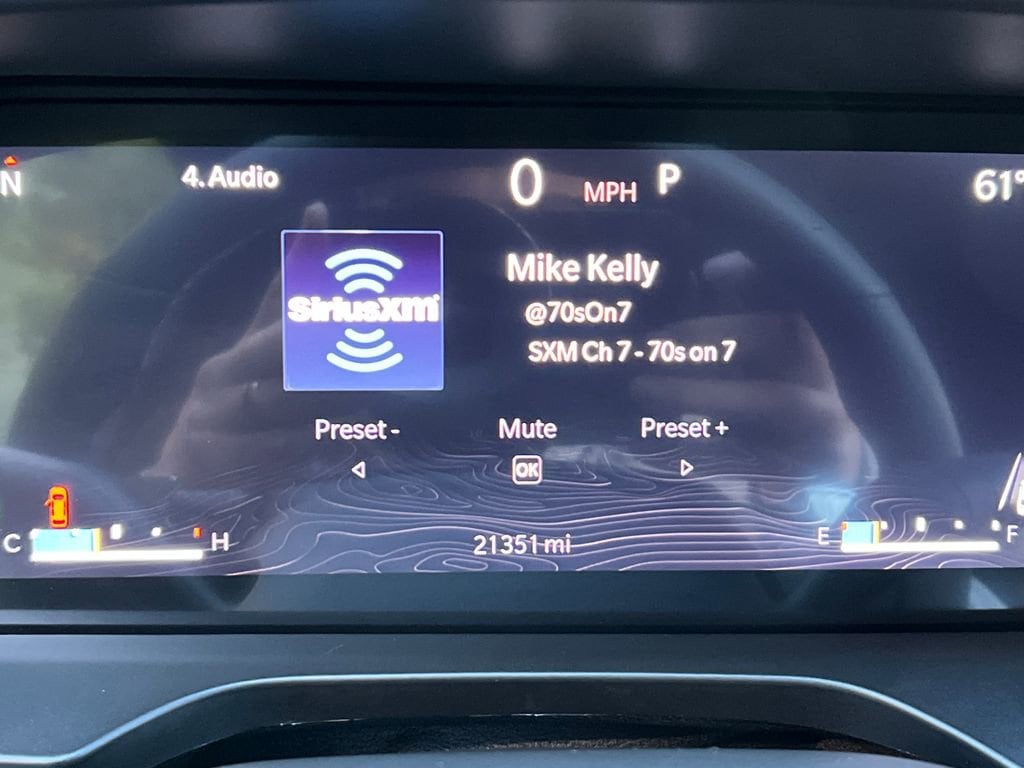 N
4. Audio
0 MPH P
61°
SiriusXM
Mike Kelly
@70sOn7
SXM Ch 7 - 70s on 7
Preset - Mute Preset +
OK
C H
21351 mi
E F